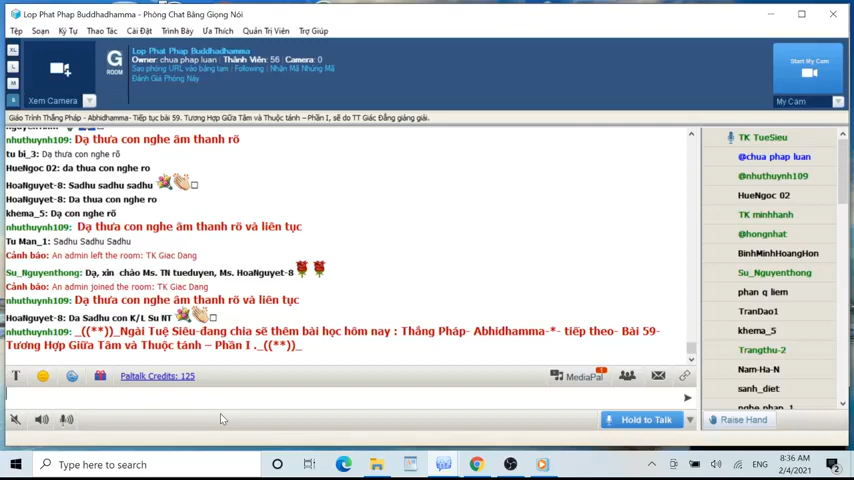 Lop Phat Phap Buddhadhamma - Phòng Chat Bằng Giọng Nói
Tệp Soạn Ký Tự Thao Tác Cài Đặt Trình Bày Ưa Thích Quản Trị Viên Trợ Giúp
XL
L
M
S
Xem Camera
G
ROOM
Lop Phat Phap Buddhadhamma
Owner: chua phap luan Thành Viên: 56 Camera: 0
Sao phỏng URL vào bảng tạm Following Nhận Mã Nhúng Mã
Đánh Giá Phòng Này
Start My Cam
My Cam
Giáo Trình Thắng Pháp - Abhidhamma- Tiếp tục bài 59. Tượng Hợp Giữa Tâm và Thuộc tánh – Phần I, sẽ do TT Giác Đẳng giảng giải.
nhuthuynh109: Dạ thưa con nghe âm thanh rõ
tu bi_3: Dạ thưa con nghe rõ
HueNgoc 02: da thua con nghe ro
HoaNguyet-8: Sadhu sadhu sadhu
HoaNguyet-8: Da thua con nghe ro
khema_5: Dạ con nghe rõ
nhuthuynh109: Dạ thưa con nghe âm thanh rõ và liên tục
Tu Man_1: Sadhu Sadhu Sadhu
Cảnh báo: An admin left the room: TK Giac Dang
Su_Nguyenthong: Dạ, xin chào Ms. TN tueduyen, Ms. HoaNguyet-8
Cảnh báo: An admin joined the room: TK Giac Dang
nhuthuynh109: Dạ thưa con nghe âm thanh rõ và liên tục
HoaNguyet-8: Da Sadhu con K/L Su NT
nhuthuynh109: _((**))_Ngài Tuệ Siêu-đang chia sẽ thêm bài học hôm nay : Thắng Pháp- Abhidhamma-*- tiếp theo- Bài 59-
Tương Hợp Giữa Tâm và Thuộc tánh – Phần I ._((**))_
TK TueSieu
@chua phap luan
@nhuthuynh109
HueNgoc 02
TK minhhanh
@hongnhat
BinhMinhHoangHon
Su_Nguyenthong
phan q liem
TranDao1
khema_5
Trangthu-2
Nam-Ha-N
sanh_diet
nghe phap_1
T Paltalk Credits: 125 MediaPal 1
Hold to Talk Raise Hand
Type here to search
ENG
8:36 AM
2/4/2021
2